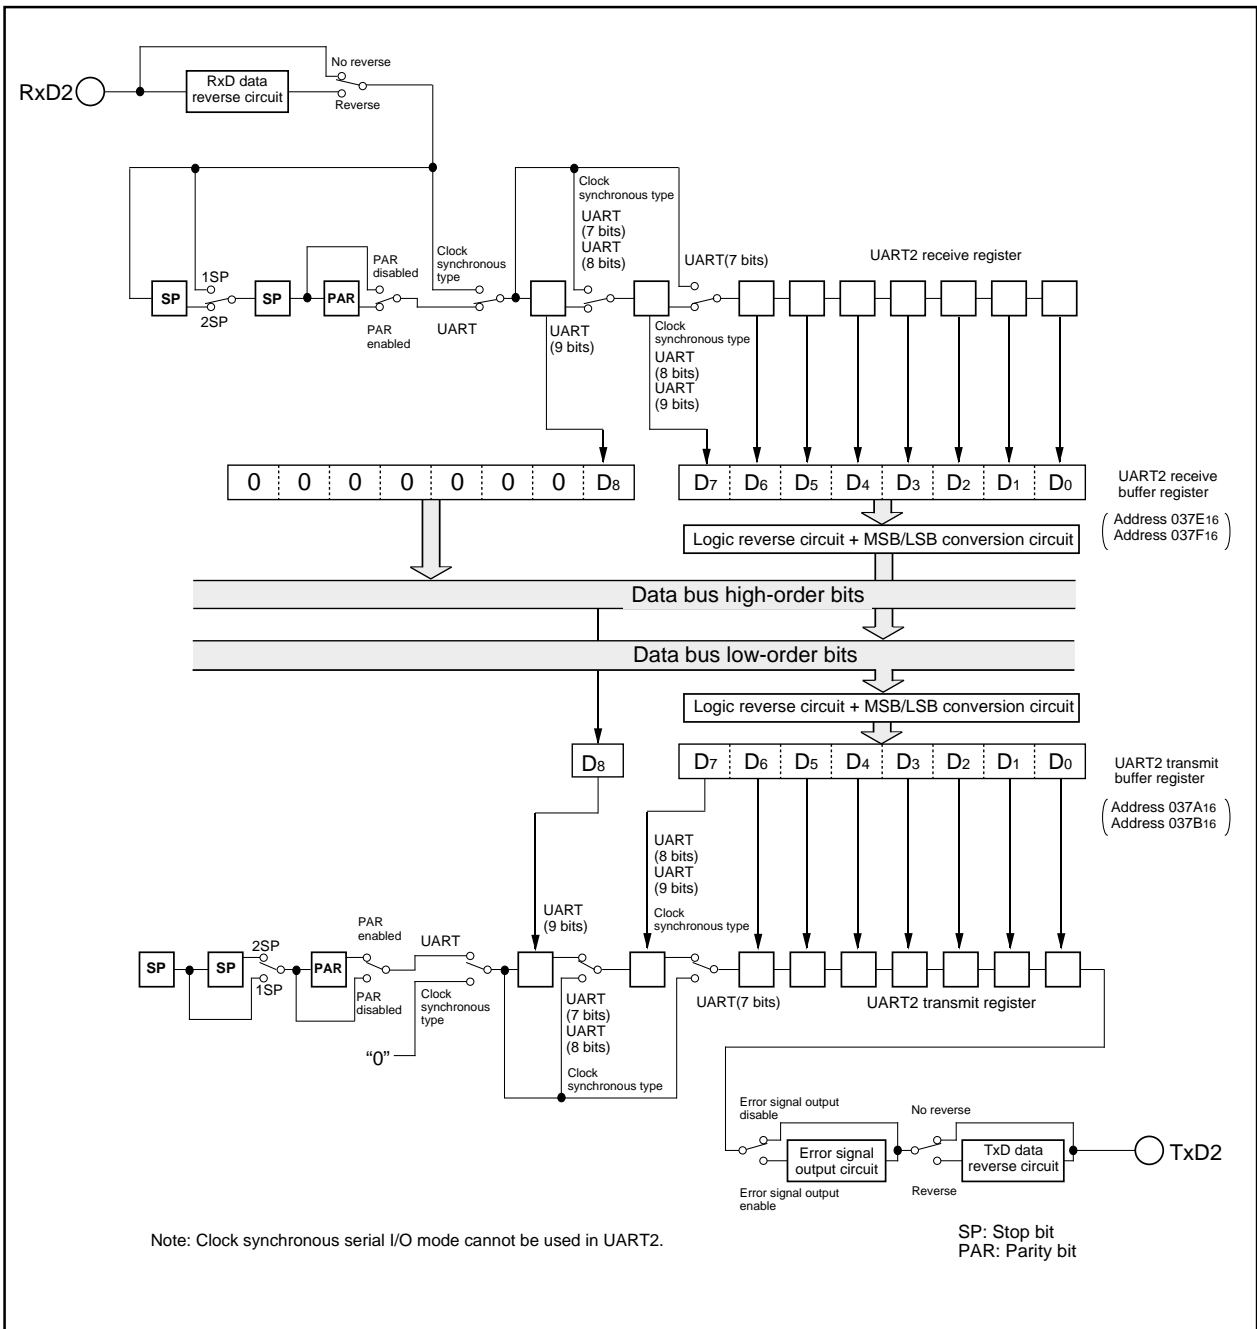 No reverse
RxD2
RxD data
reverse circuit
Reverse
Clock
synchronous type
UART
(7 bits)
UART
(8 bits)
1SP
PAR
disabled
Clock
synchronous
type
UART(7 bits)
UART2 receive register
SP
SP
PAR
2SP
PAR
enabled
UART
UART
(9 bits)
Clock
synchronous type
UART
(8 bits)
UART
(9 bits)
0 0 0 0 0 0 0 D8
D7 D6 D5 D4 D3 D2 D1 D0
UART2 receive
buffer register
Address 037E16
Address 037F16
Logic reverse circuit + MSB/LSB conversion circuit
Data bus high-order bits
Data bus low-order bits
Logic reverse circuit + MSB/LSB conversion circuit
D8
D7 D6 D5 D4 D3 D2 D1 D0
UART2 transmit
buffer register
Address 037A16
Address 037B16
UART
(8 bits)
UART
(9 bits)
Clock
synchronous type
UART
(9 bits)
PAR
enabled
UART
2SP
SP
SP
PAR
1SP
PAR
disabled
Clock
synchronous
type
“0”
UART
(7 bits)
UART
(8 bits)
Clock
synchronous type
UART(7 bits)
UART2 transmit register
Error signal output
disable
No reverse
Error signal
output circuit
TxD data
reverse circuit
TxD2
Error signal output
enable
Reverse
Note: Clock synchronous serial I/O mode cannot be used in UART2.
SP: Stop bit
PAR: Parity bit